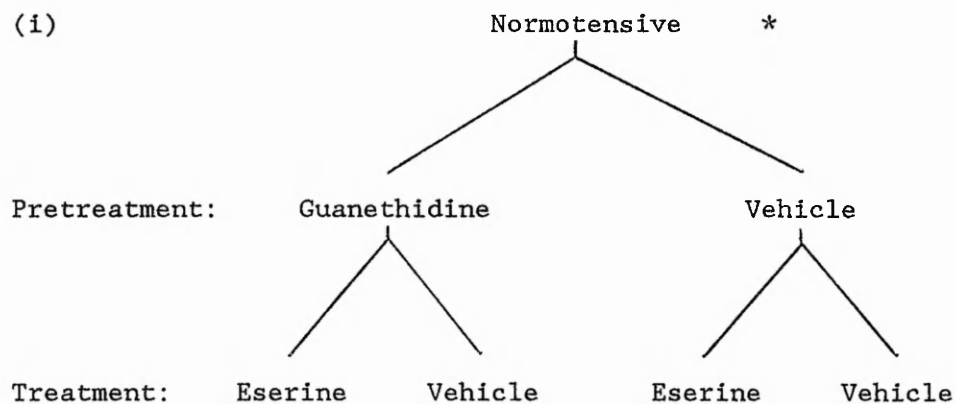 (i) Normotensive *
Pretreatment: Guanethidine Vehicle
Treatment: Eserine Vehicle Eserine Vehicle